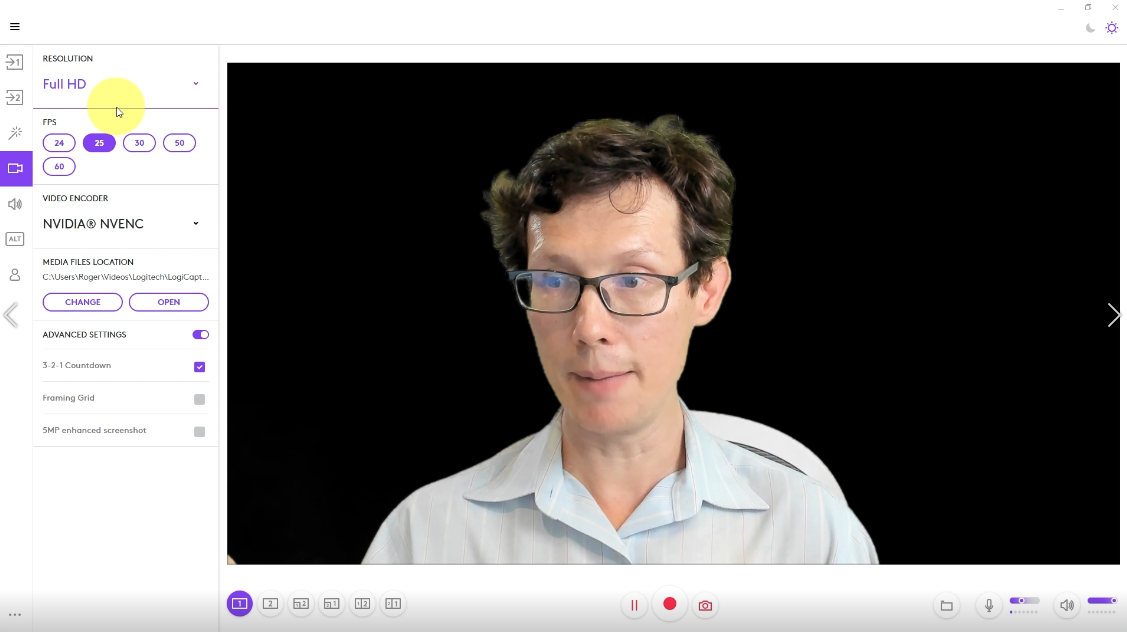 RESOLUTION
Full HD
FPS
24
25
30
50
60
VIDEO ENCODER
NVIDIA® NVENC
ALT
MEDIA FILES LOCATION
C:\Users\Roger\Videos\Logitech\LogiCapt...
CHANGE
OPEN
ADVANCED SETTINGS
3-2-1 Countdown
Framing Grid
5MP enhanced screenshot
1
2
1
2
2
1
2
1